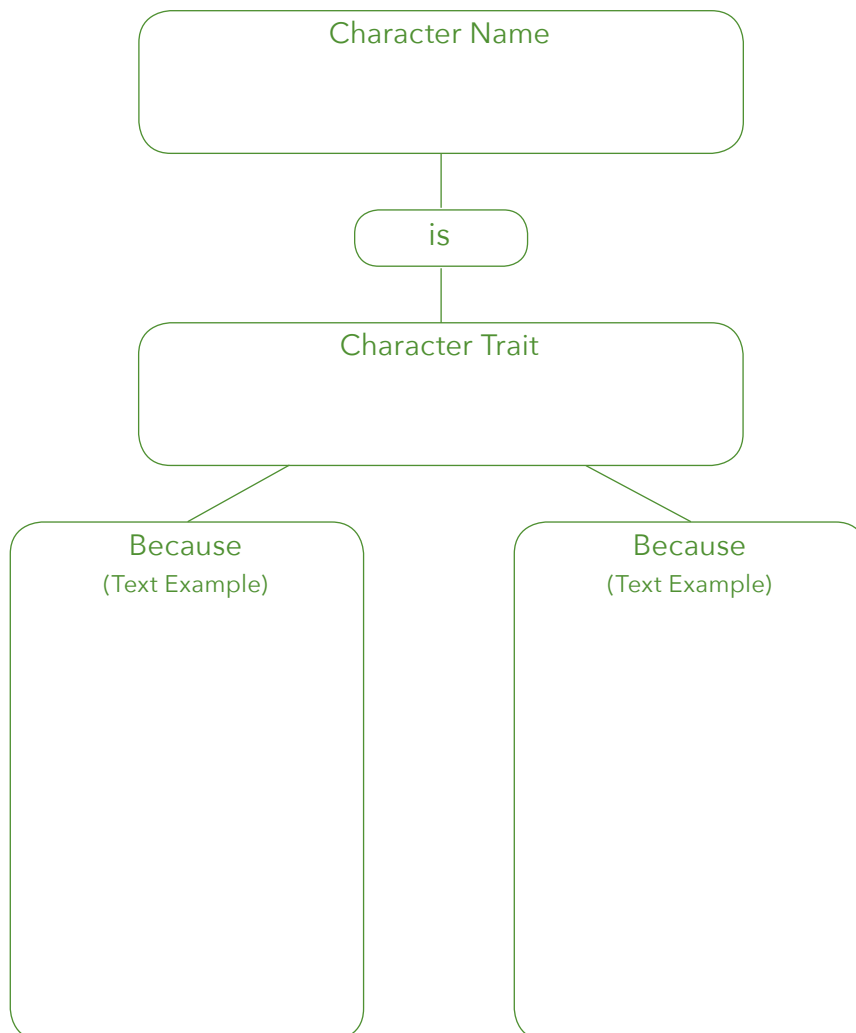 Character Name
is
Character Trait
Because
(Text Example)
Because
(Text Example)